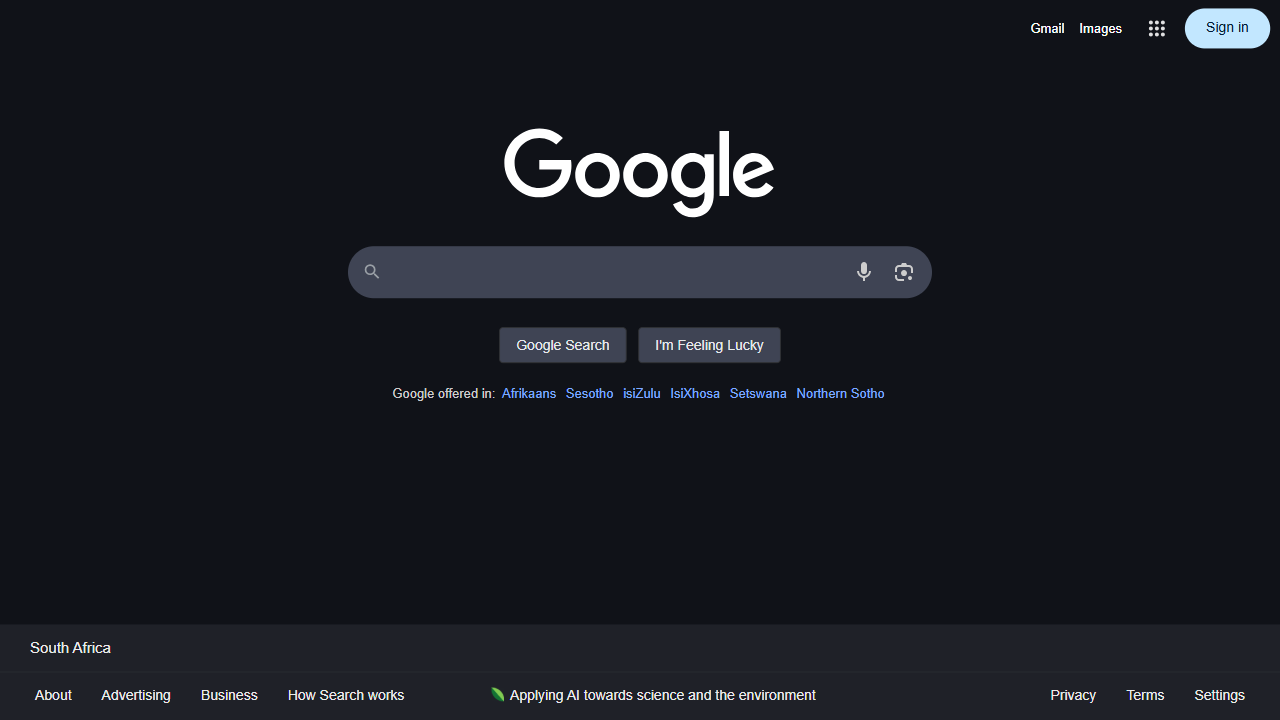 Gmail Images Sign in
Google
Google Search I'm Feeling Lucky
Google offered in: Afrikaans Sesotho isiZulu IsiXhosa Setswana Northern Sotho
South Africa
About Advertising Business How Search works Applying AI towards science and the environment Privacy Terms Settings